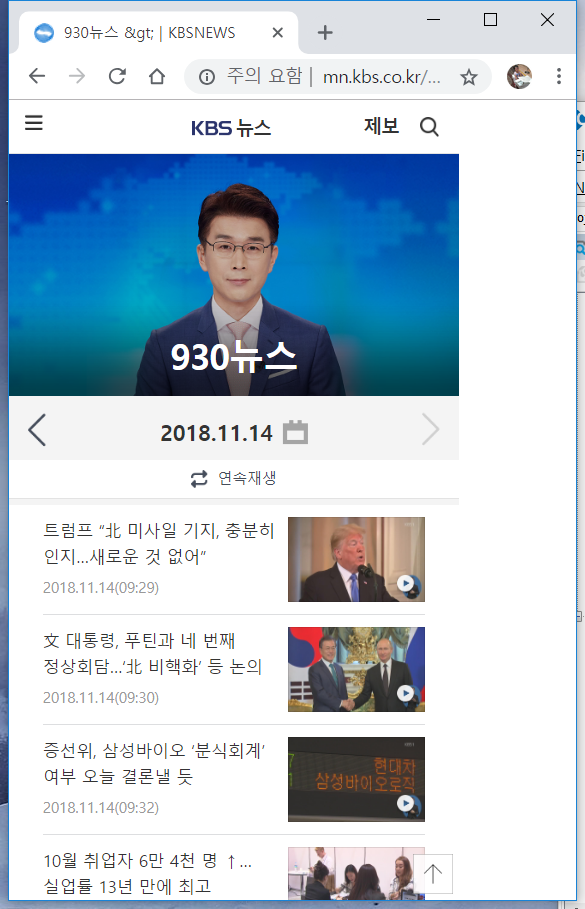 930뉴스 &gt; | KBSNEWS
주의 요함 | mn.kbs.co.kr/...
KBS 뉴스 제보
930뉴스
2018.11.14
연속재생
트럼프 “北 미사일 기지, 충분히
인지…새로운 것 없어”
2018.11.14(09:29)
文 대통령, 푸틴과 네 번째
정상회담…‘北 비핵화’ 등 논의
2018.11.14(09:30)
증선위, 삼성바이오 ‘분식회계’
여부 오늘 결론낼 듯
2018.11.14(09:32)
현대차
삼성바이오로직
10월 취업자 6만 4천 명 ↑…
실업률 13년 만에 최고